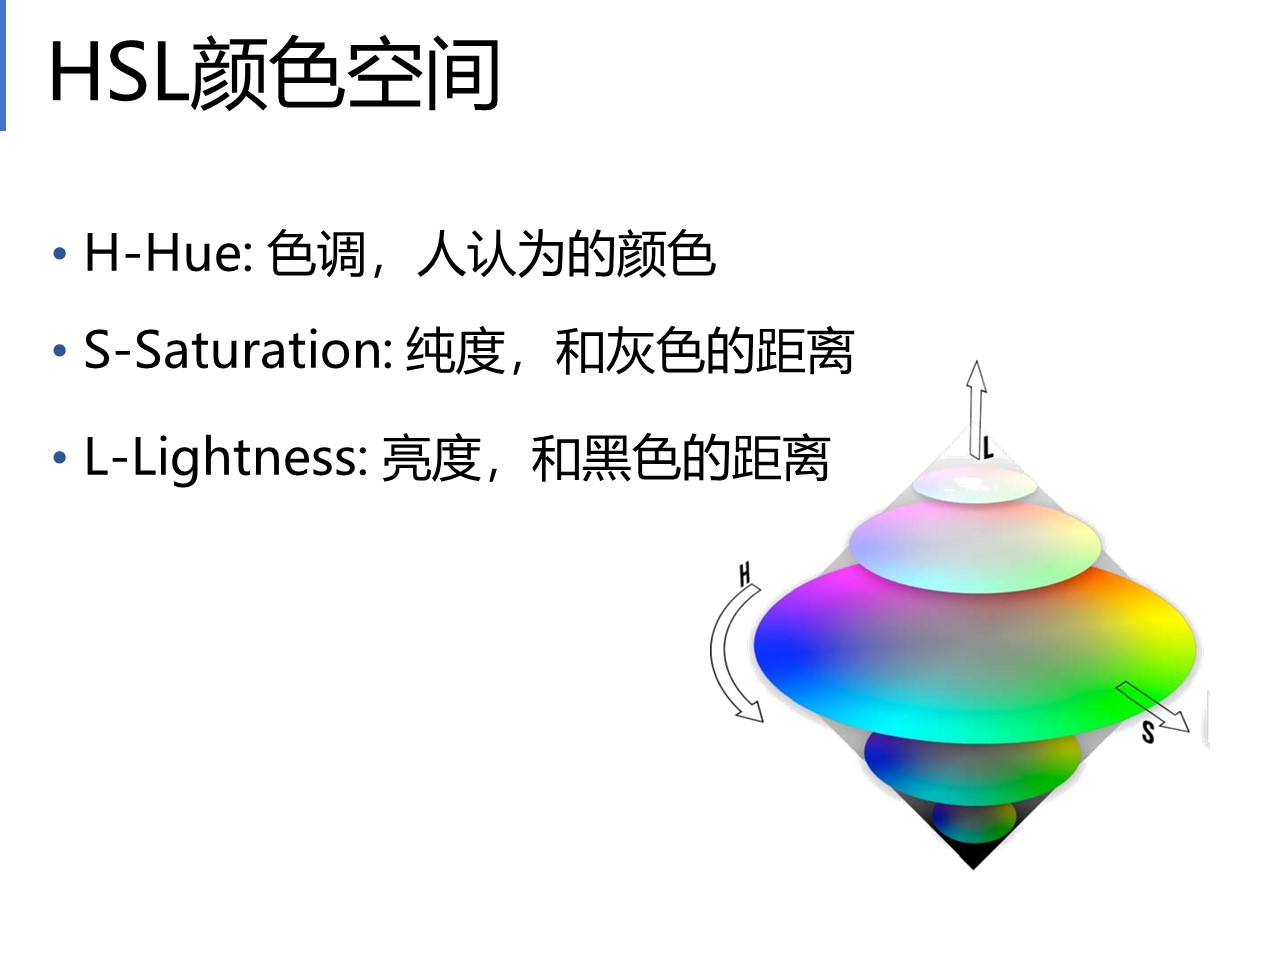 HSL颜色空间
• H-Hue: 色调，人认为的颜色
• S-Saturation: 纯度，和灰色的距离
• L-Lightness: 亮度，和黑色的距离
L
H
S